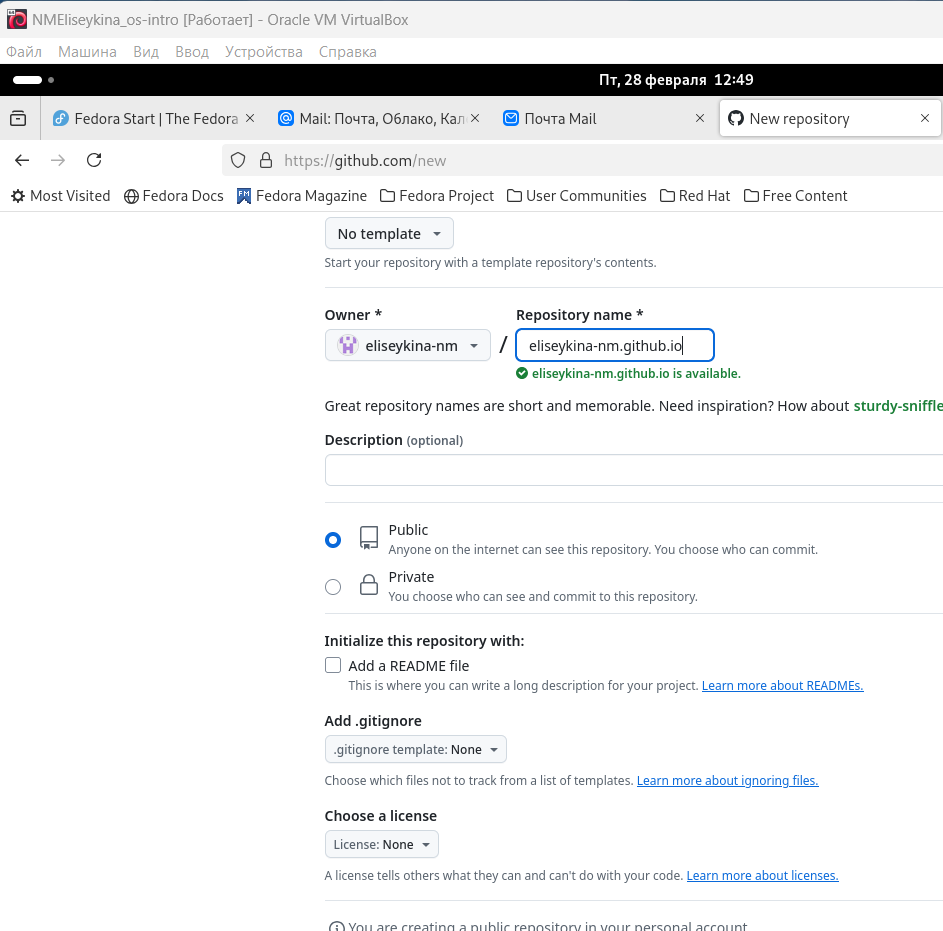 NMEliseykina_os-intro [Работает] - Oracle VM VirtualBox
Файл Машина Вид Ввод Устройства Справка
Пт, 28 февраля 12:49
Fedora Start | The Fedora Mail: Почта, Облако, Кал Почта Mail New repository
https://github.com/new
Most Visited Fedora Docs Fedora Magazine Fedora Project User Communities Red Hat Free Content
No template
Start your repository with a template repository's contents.
Owner * Repository name *
eliseykina-nm / eliseykina-nm.github.io
eliseykina-nm.github.io is available.
Great repository names are short and memorable. Need inspiration? How about sturdy-sniffle
Description (optional)
Public
Anyone on the internet can see this repository. You choose who can commit.
Private
You choose who can see and commit to this repository.
Initialize this repository with:
Add a README file
This is where you can write a long description for your project. Learn more about READMEs.
Add .gitignore
.gitignore template: None
Choose which files not to track from a list of templates. Learn more about ignoring files.
Choose a license
License: None
A license tells others what they can and can't do with your code. Learn more about licenses.
You are creating a public repository in your personal account